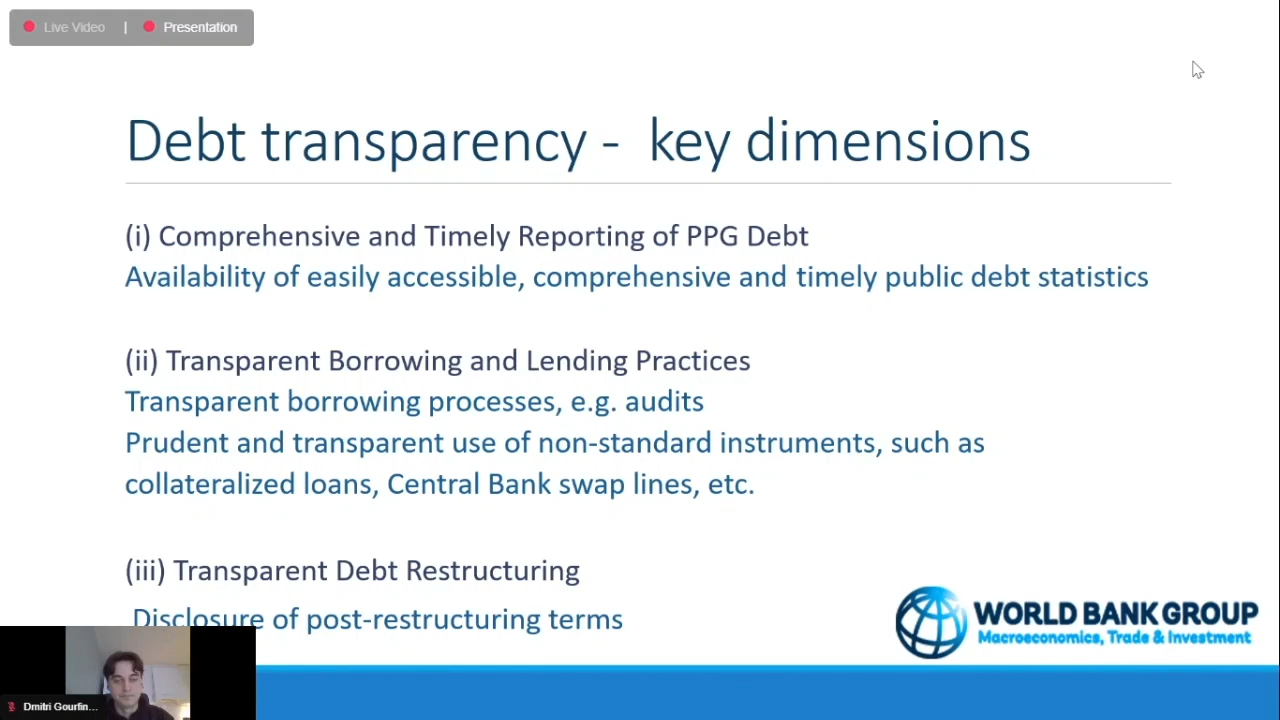 Live Video | Presentation
Debt transparency - key dimensions
(i) Comprehensive and Timely Reporting of PPG Debt
Availability of easily accessible, comprehensive and timely public debt statistics
(ii) Transparent Borrowing and Lending Practices
Transparent borrowing processes, e.g. audits
Prudent and transparent use of non-standard instruments, such as
collateralized loans, Central Bank swap lines, etc.
(iii) Transparent Debt Restructuring
Disclosure of post-restructuring terms
WORLD BANK GROUP
Macroeconomics, Trade & Investment
Dmitri Gourfin...